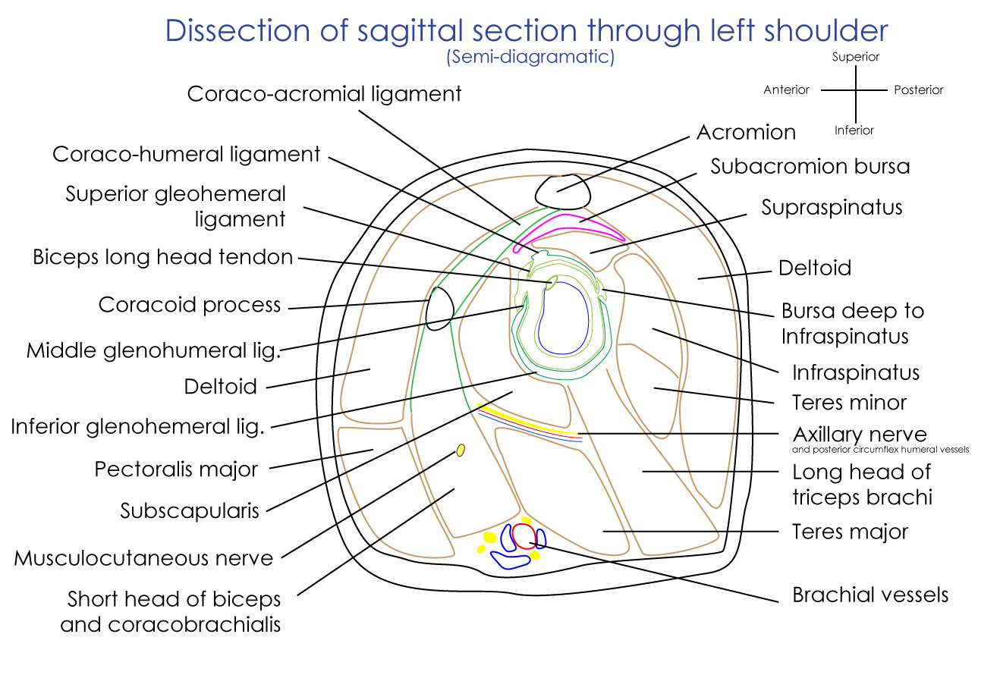 Dissection of sagittal section through left shoulder
(Semi-diagramatic)
Superior
Anterior
Posterior
Inferior
Coraco-acromial ligament
Coraco-humeral ligament
Superior gleohemeral
ligament
Biceps long head tendon
Coracoid process
Middle glenohumeral lig.
Deltoid
Inferior glenohemeral lig.
Pectoralis major
Subscapularis
Musculocutaneous nerve
Short head of biceps
and coracobrachialis
Acromion
Subacromion bursa
Supraspinatus
Deltoid
Bursa deep to
Infraspinatus
Infraspinatus
Teres minor
Axillary nerve
and posterior circumflex humeral vessels
Long head of
triceps brachi
Teres major
Brachial vessels